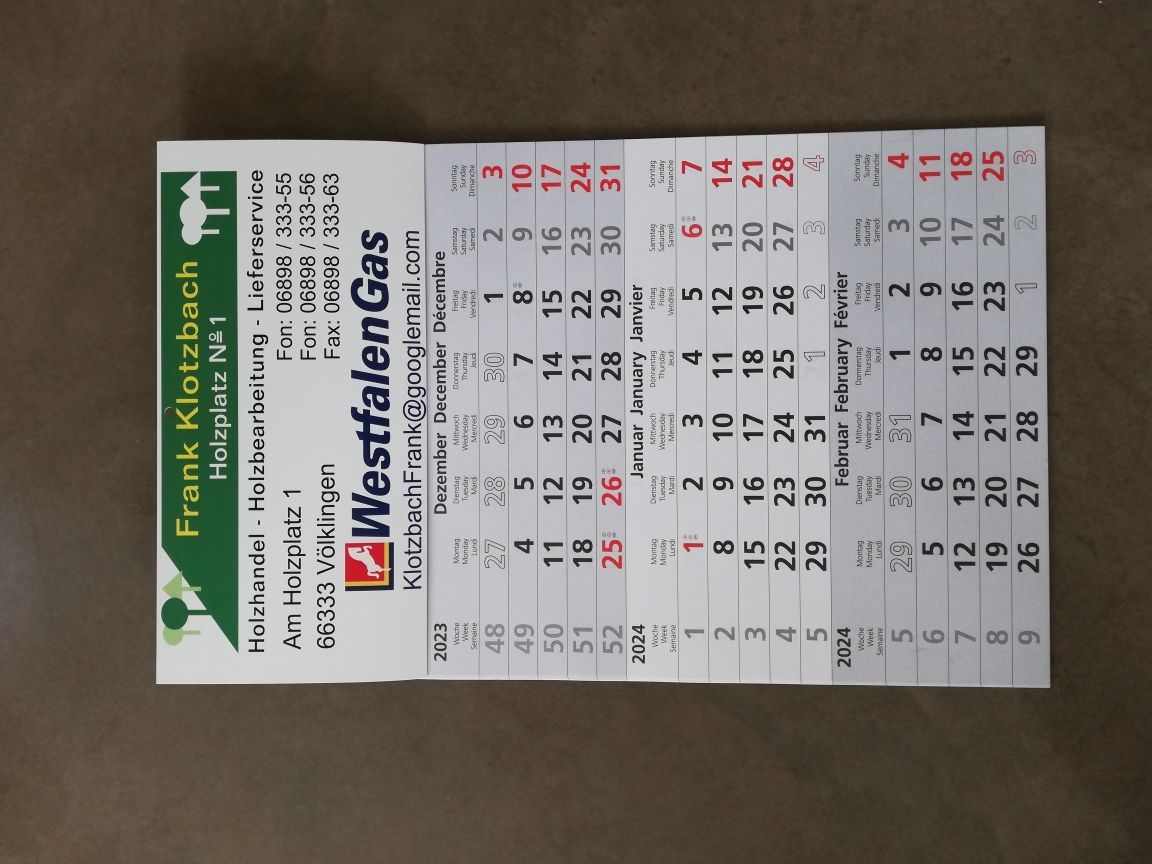 Frank Klotzbach
Holzplatz Nº 1
Holzhandel - Holzbearbeitung - Lieferservice
Am Holzplatz 1 Fon: 06898 / 333-55
Fon: 06898 / 333-56
66333 Völklingen Fax: 06898 / 333-63
WestfalenGas
KlotzbachFrank@googlemail.com
2023 Dezember December Décembre
Woche Montag Dienstag Mittwoch Donnerstag Freitag Samstag Sonntag
Week Monday Tuesday Wednesday Thursday Friday Saturday Sunday
Semaine Lundi Mardi Mercredi Jeudi Vendredi Samedi Dimanche
48 27 28 29 30 1 2 3
49 4 5 6 7 8 9 10
50 11 12 13 14 15 16 17
51 18 19 20 21 22 23 24
52 25 26 27 28 29 30 31
2024 Januar January Janvier
Woche Montag Dienstag Mittwoch Donnerstag Freitag Samstag Sonntag
Week Monday Tuesday Wednesday Thursday Friday Saturday Sunday
Semaine Lundi Mardi Mercredi Jeudi Vendredi Samedi Dimanche
1 1 2 3 4 5 6 7
2 8 9 10 11 12 13 14
3 15 16 17 18 19 20 21
4 22 23 24 25 26 27 28
5 29 30 31 1 2 3 4
2024 Februar February Février
Woche Montag Dienstag Mittwoch Donnerstag Freitag Samstag Sonntag
Week Monday Tuesday Wednesday Thursday Friday Saturday Sunday
Semaine Lundi Mardi Mercredi Jeudi Vendredi Samedi Dimanche
5 29 30 31 1 2 3 4
6 5 6 7 8 9 10 11
7 12 13 14 15 16 17 18
8 19 20 21 22 23 24 25
9 26 27 28 29 1 2 3